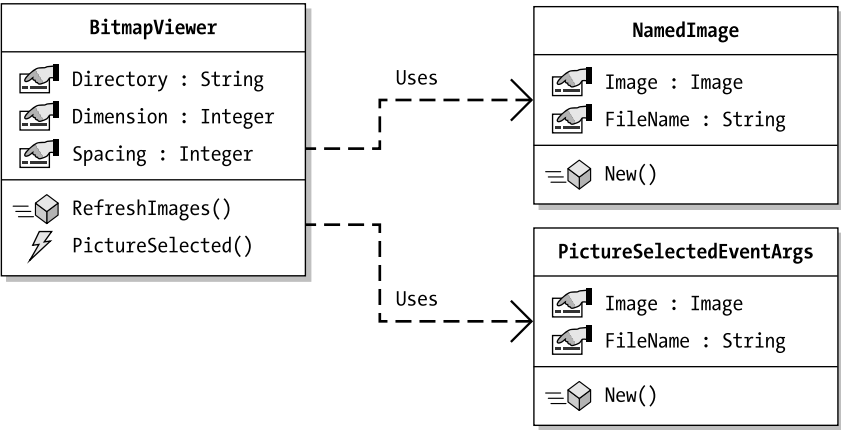 BitmapViewer
Directory : String
Dimension : Integer
Spacing : Integer
RefreshImages()
PictureSelected()
Uses
Uses
NamedImage
Image : Image
FileName : String
New()
PictureSelectedEventArgs
Image : Image
FileName : String
New()